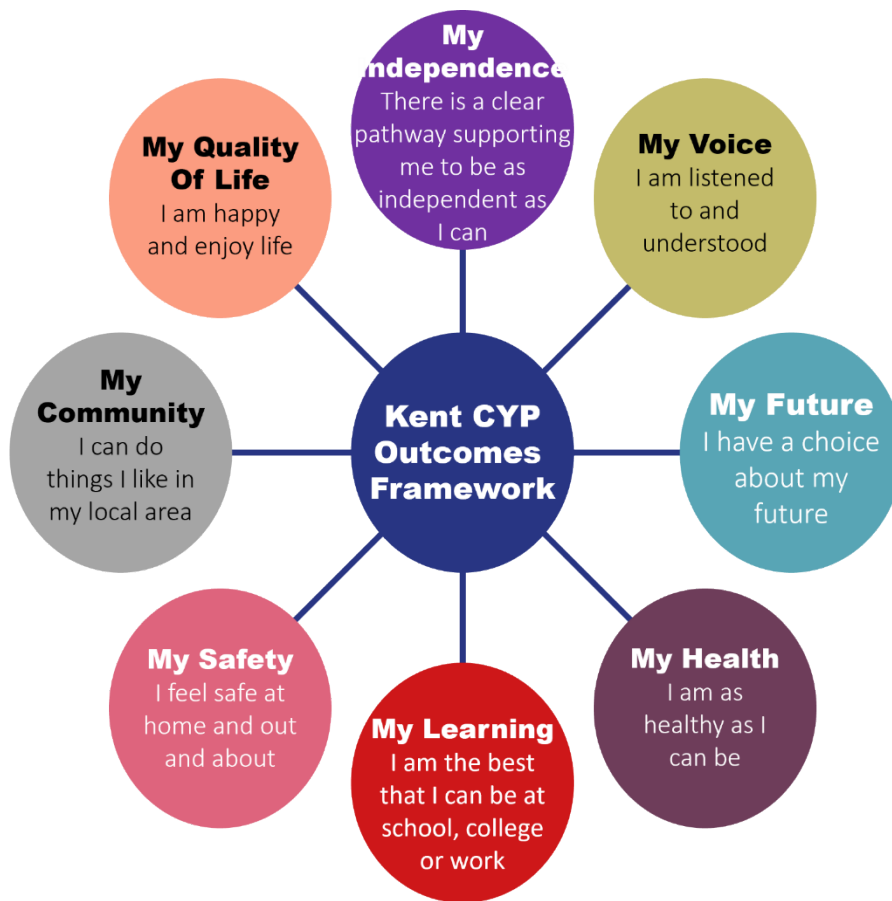 My
Independence
There is a clear
pathway supporting
me to be as
independent as
I can
My Voice
I am listened
to and
understood
My Future
I have a choice
about my
future
My Health
I am as
healthy as I
can be
My Learning
I am the best
that I can be at
school, college
or work
My Safety
I feel safe at
home and out
and about
My
Community
I can do
things I like in
my local area
My Quality
Of Life
I am happy
and enjoy life
Kent CYP
Outcomes
Framework